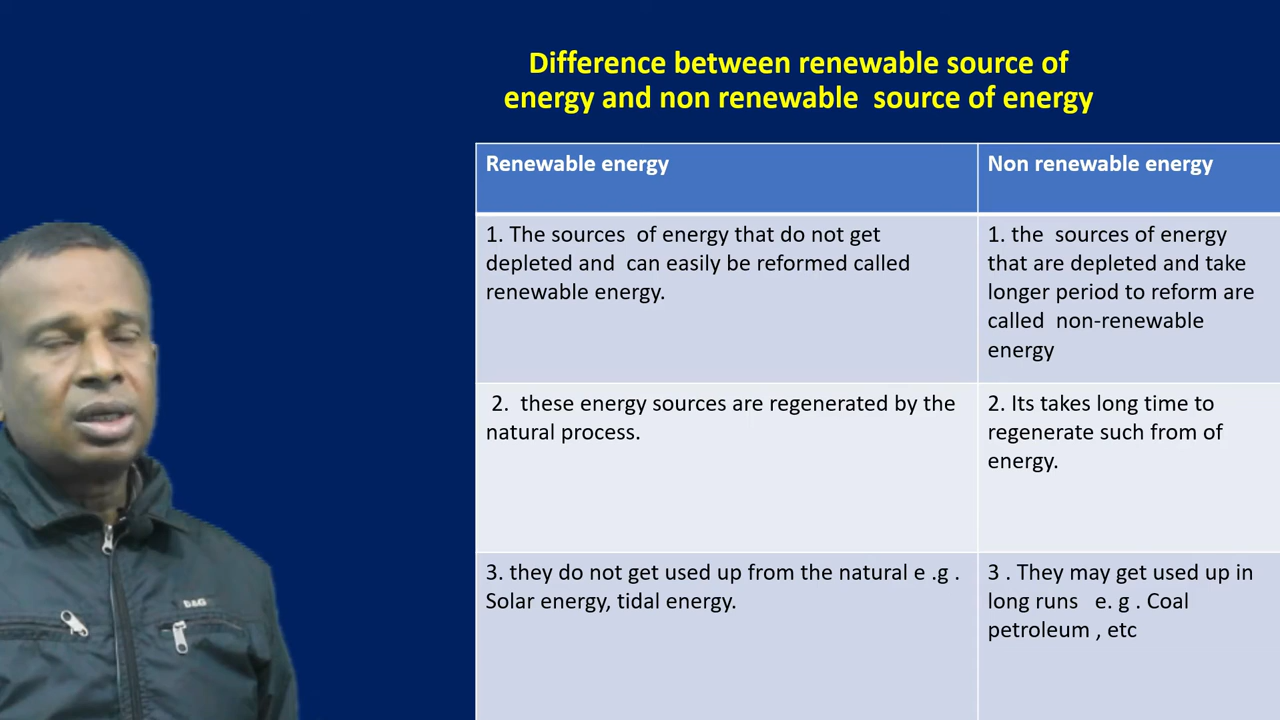 Difference between renewable source of
energy and non renewable source of energy
Renewable energy
Non renewable energy
1. The sources of energy that do not get
depleted and can easily be reformed called
renewable energy.
1. the sources of energy
that are depleted and take
longer period to reform are
called non-renewable
energy
2. these energy sources are regenerated by the
natural process.
2. Its takes long time to
regenerate such from of
energy.
3. they do not get used up from the natural e .g .
Solar energy, tidal energy.
3 . They may get used up in
long runs e. g . Coal
petroleum , etc
D&G